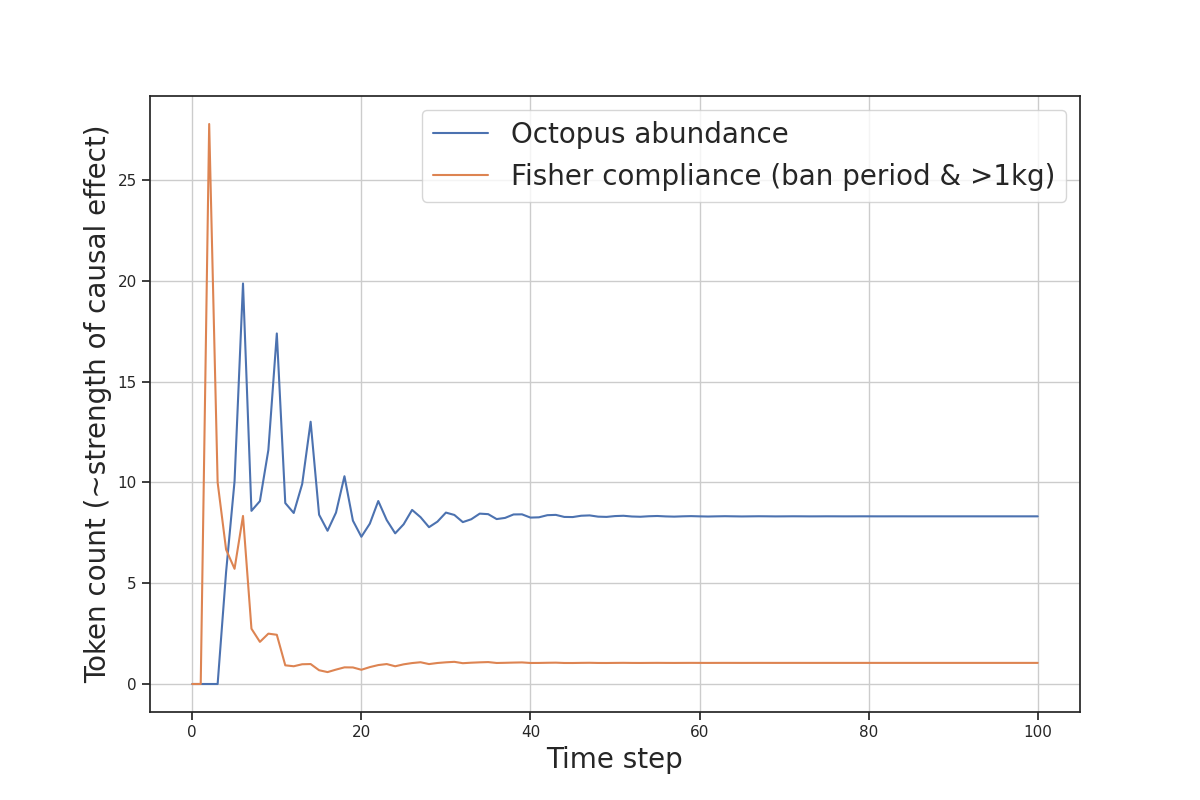 Octopus abundance
Fisher compliance (ban period & >1kg)
Token count (~strength of causal effect)
25
20
15
10
5
0
0 20 40 60 80 100
Time step